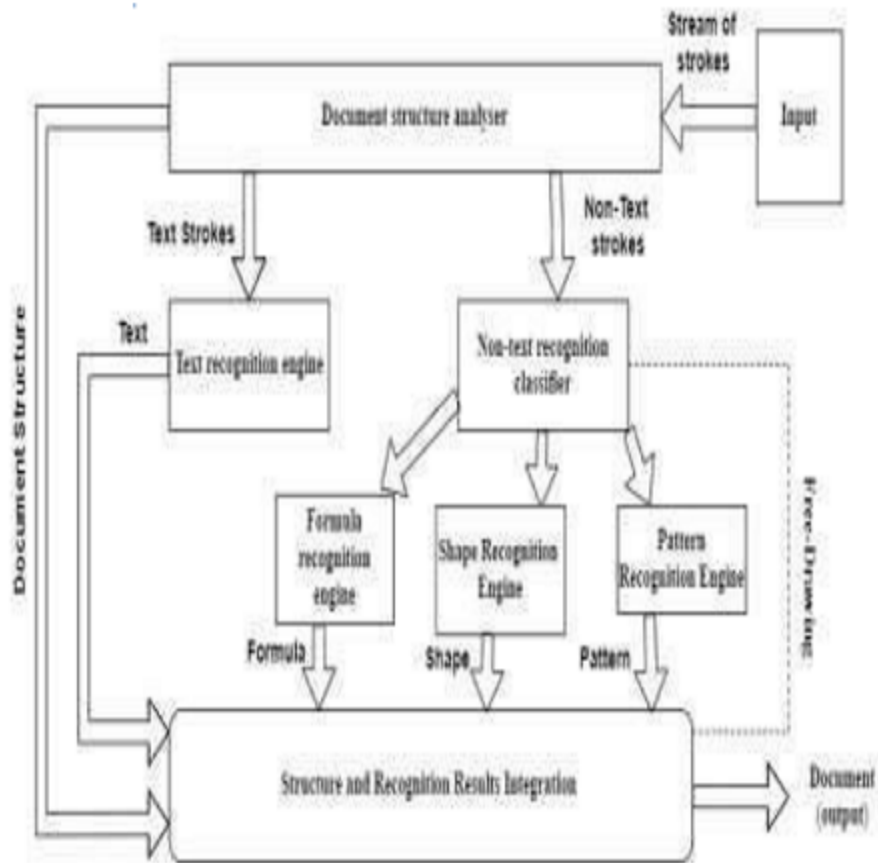 Stream of
strokes
Document structure analyser
Input
Text Strokes
Non-Text
strokes
Document Structure
Text
Text recognition engine
Non-text recognition
classifier
Free-Drawing
Formula
recognition
engine
Shape Recognition
Engine
Pattern
Recognition Engine
Formula
Shape
Pattern
Structure and Recognition Results Integration
Document
(output)